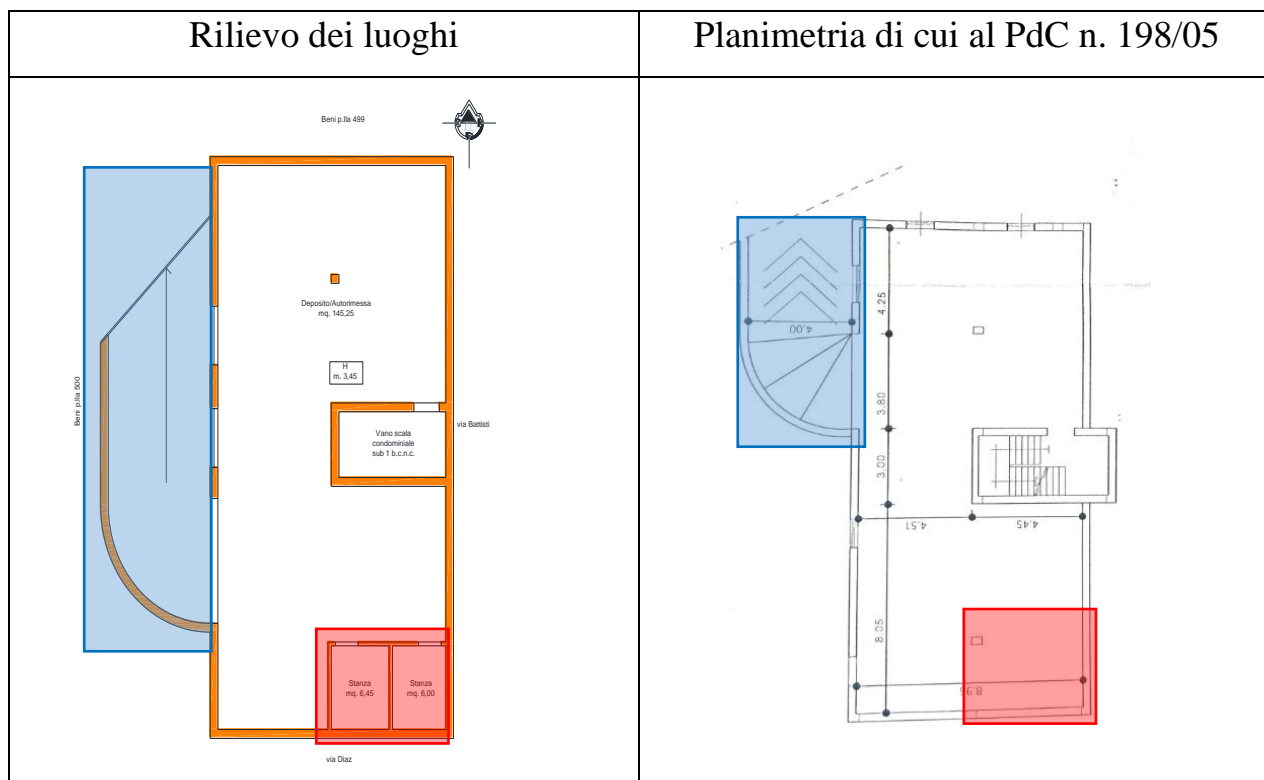 Rilievo dei luoghi
Planimetria di cui al PdC n. 198/05
Beni p.lla 499
Deposito/Autorimessa
mq. 145,25
H
m. 3,45
Beni p.lla 500
Vano scala
condominiale
sub 1 b.c.n.c.
via Battisti
Stanza
mq. 6,45
Stanza
mq. 6,00
via Diaz
4.25
4.00
3.80
3.00
4.51
4.45
8.05
8.96